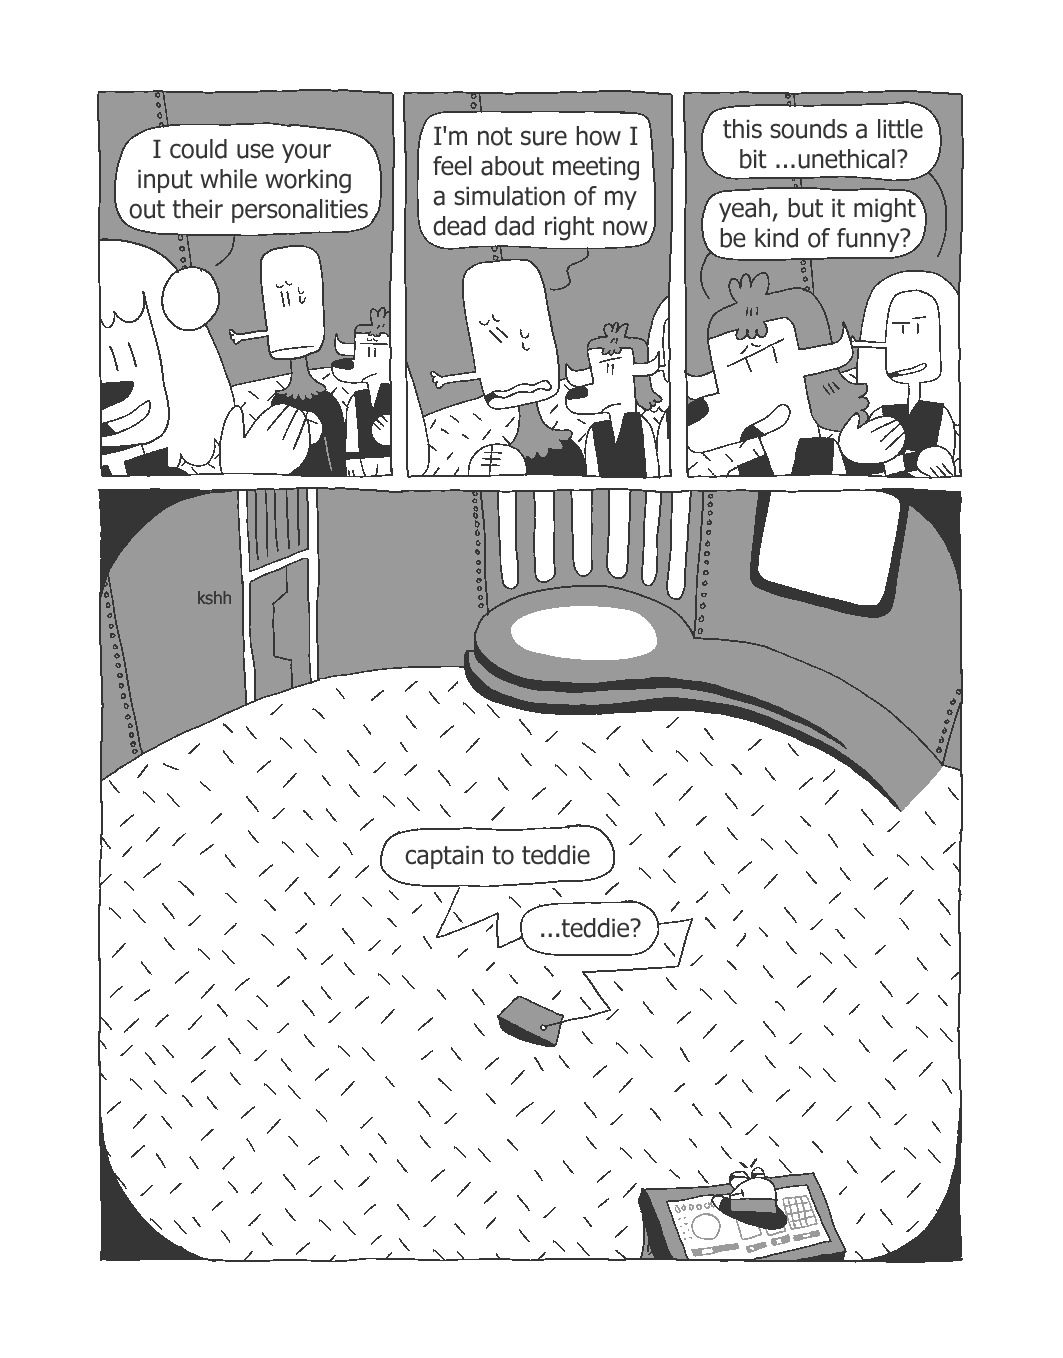 I could use your
input while working
out their personalities
I'm not sure how I
feel about meeting
a simulation of my
dead dad right now
this sounds a little
bit ...unethical?
yeah, but it might
be kind of funny?
kshh
captain to teddie
...teddie?